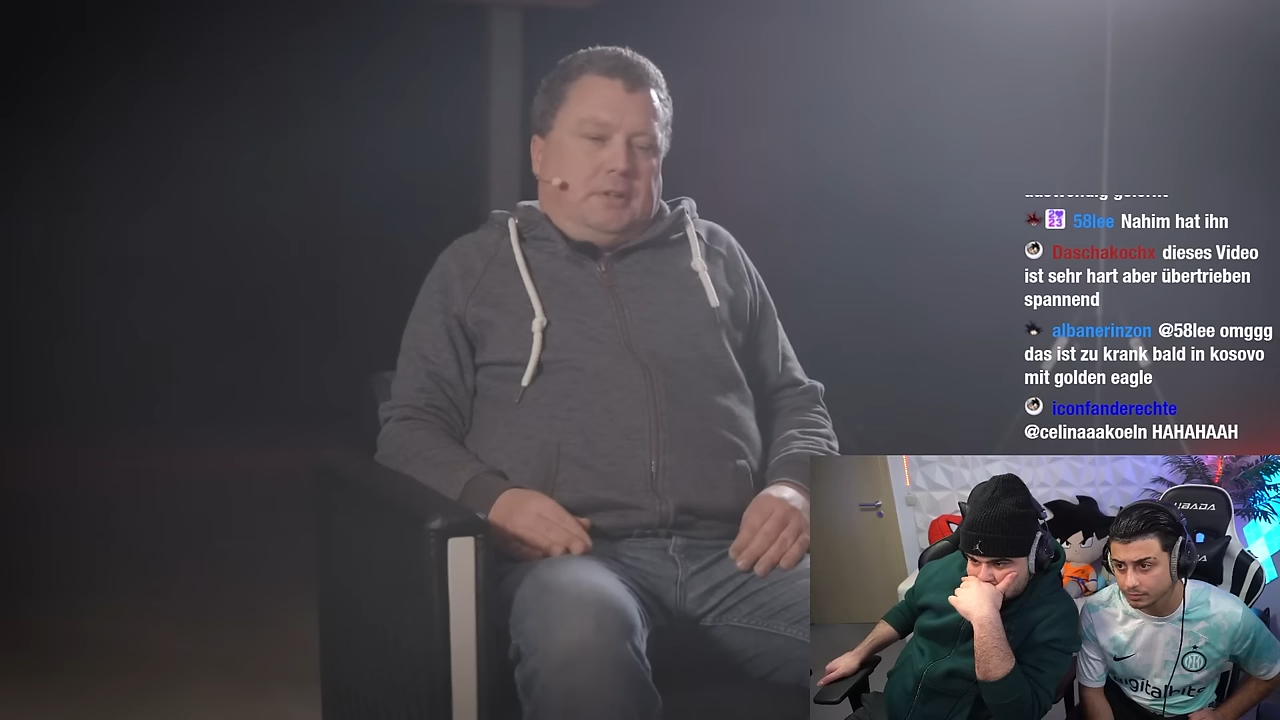 58lee Nahim hat ihn
Daschakochx dieses Video
ist sehr hart aber übertrieben
spannend
albanerinzon @58lee omggg
das ist zu krank bald in kosovo
mit golden eagle
iconfanderechte
@celinaaakoeln HAHAHAAH
digitalbits